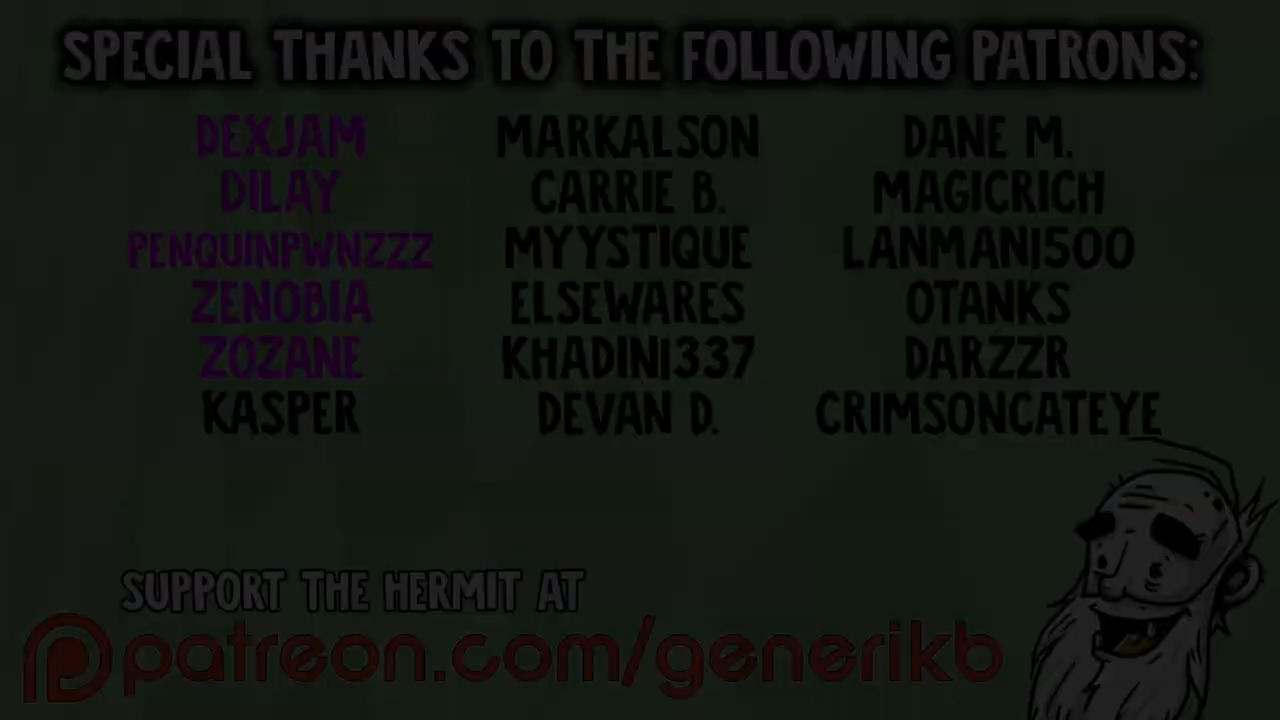 SPECIAL THANKS TO THE FOLLOWING PATRONS:
DEXJAM MARKALSON DANE M.
DILAY CARRIE B. MAGICRICH
PENQUINPWNZZZ MYYSTIQUE LANMAN1500
ZENOBIA ELSEWARES OTANKS
ZOZANE KHADIN1337 DARZZR
KASPER DEVAN D. CRIMSONCATEYE
SUPPORT THE HERMIT AT
patreon.com/generikb